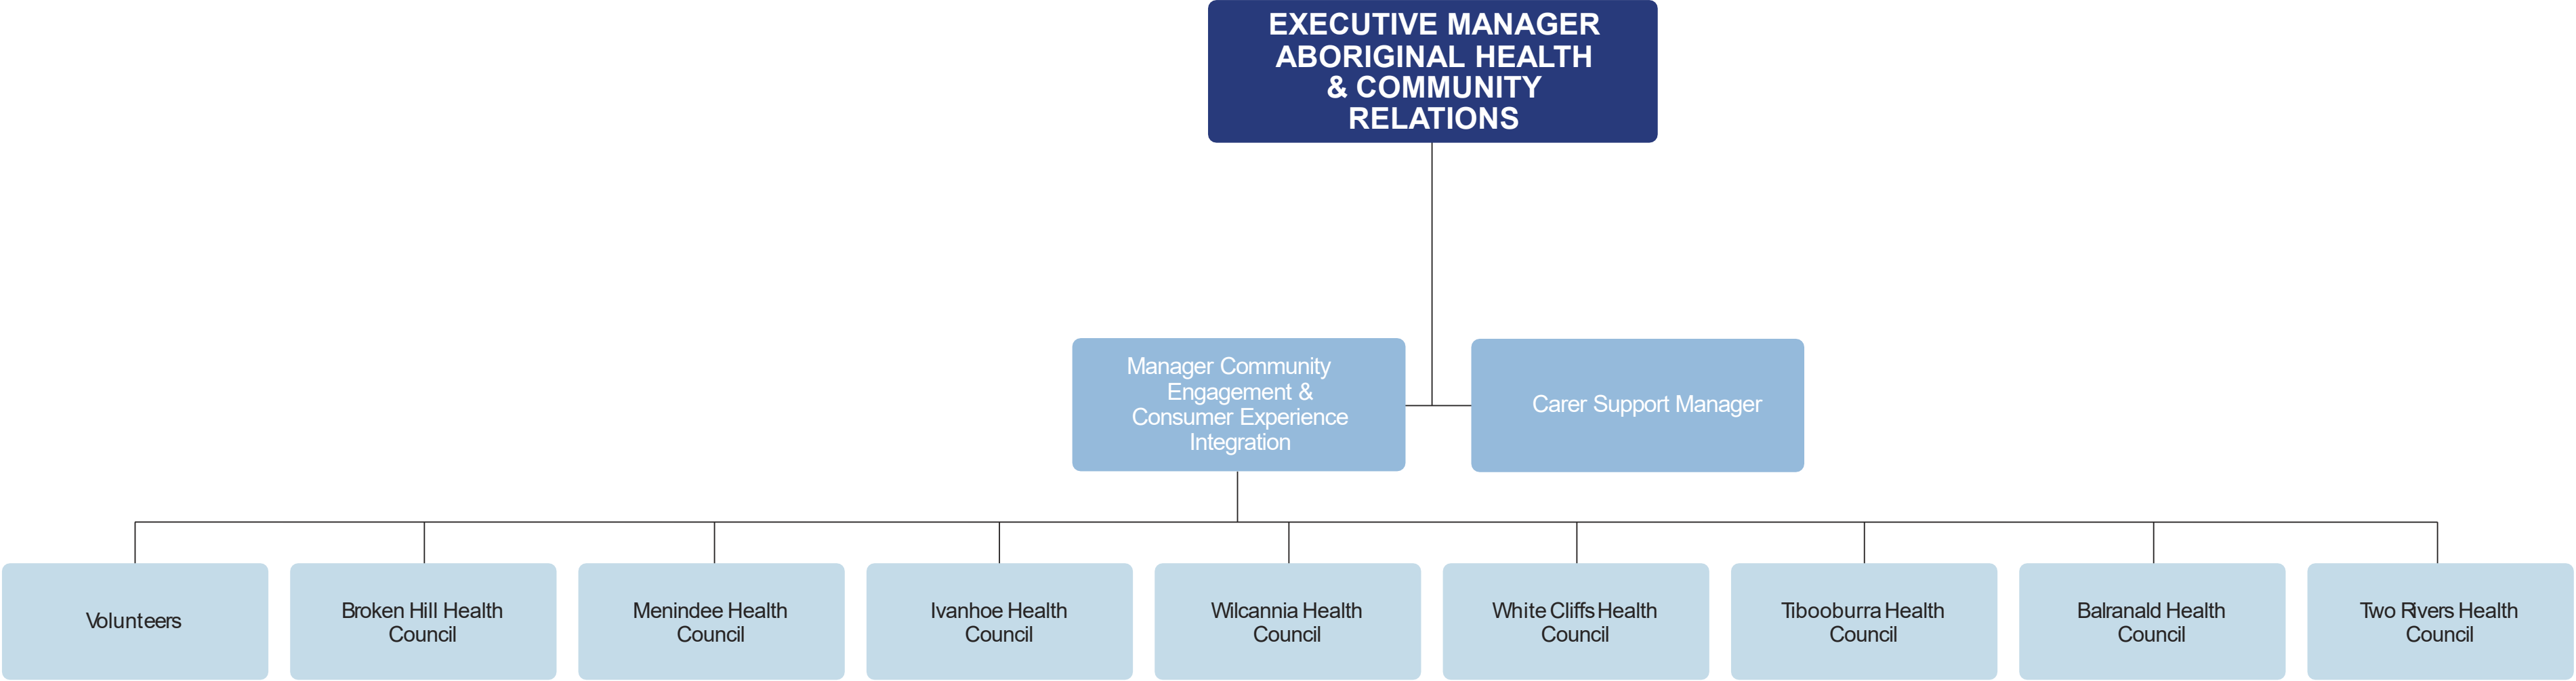 EXECUTIVE MANAGER
ABORIGINAL HEALTH
& COMMUNITY
RELATIONS
Manager Community
Engagement &
Consumer Experience
Integration
Carer Support Manager
Volunteers
Broken Hill Health
Council
Menindee Health
Council
Ivanhoe Health
Council
Wilcannia Health
Council
White Cliffs Health
Council
Tibooburra Health
Council
Balranald Health
Council
Two Rivers Health
Council